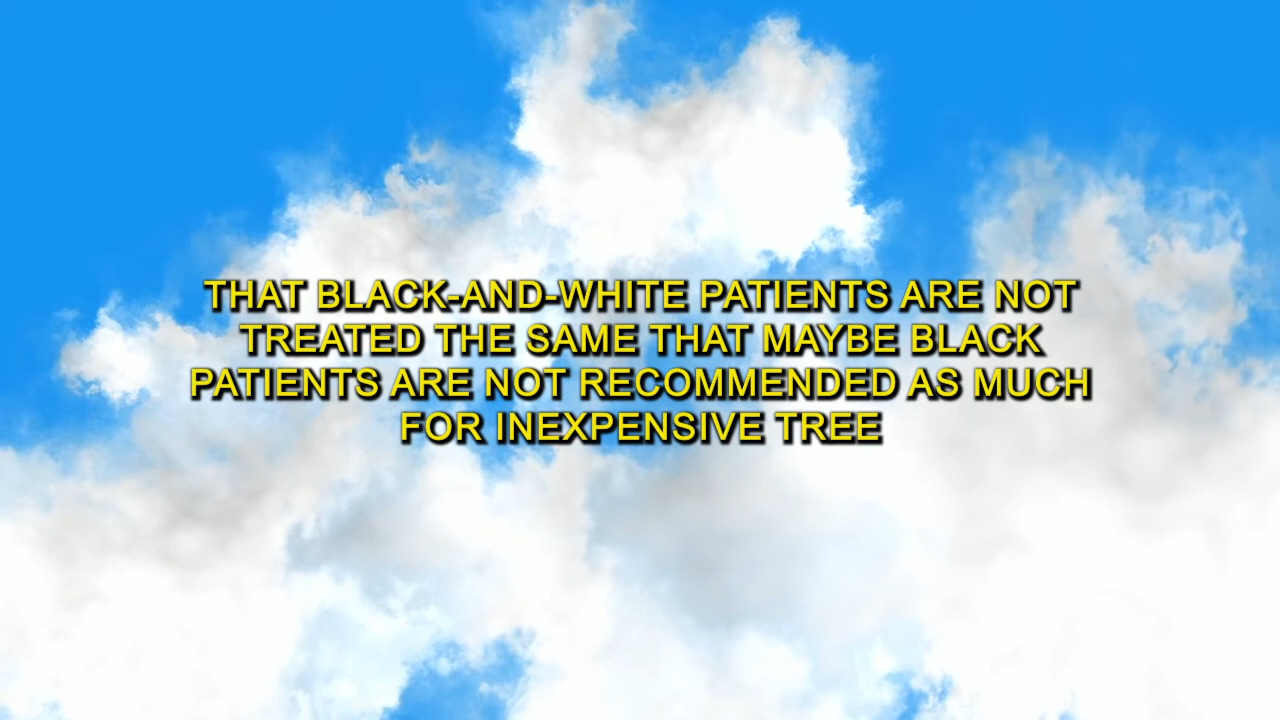 THAT BLACK-AND-WHITE PATIENTS ARE NOT
TREATED THE SAME THAT MAYBE BLACK
PATIENTS ARE NOT RECOMMENDED AS MUCH
FOR INEXPENSIVE TREE